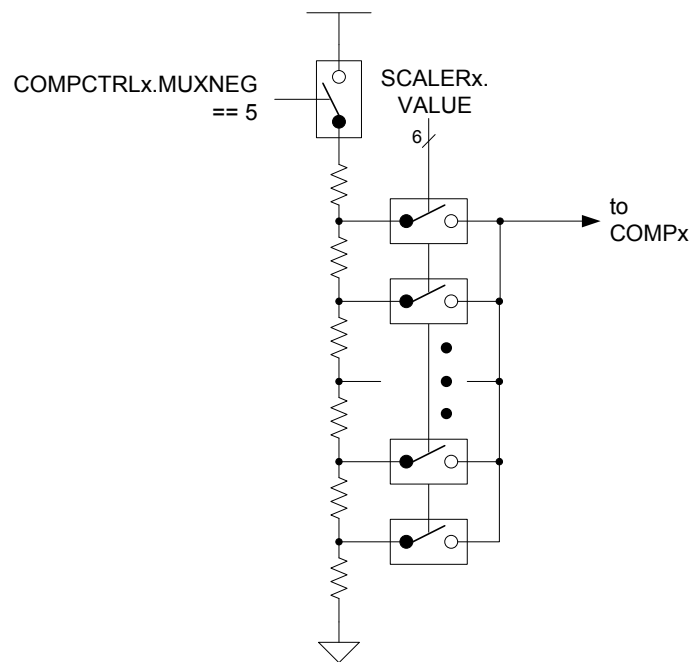 COMPCTRLx.MUXNEG
== 5
SCALERx.
VALUE
6
to
COMPx